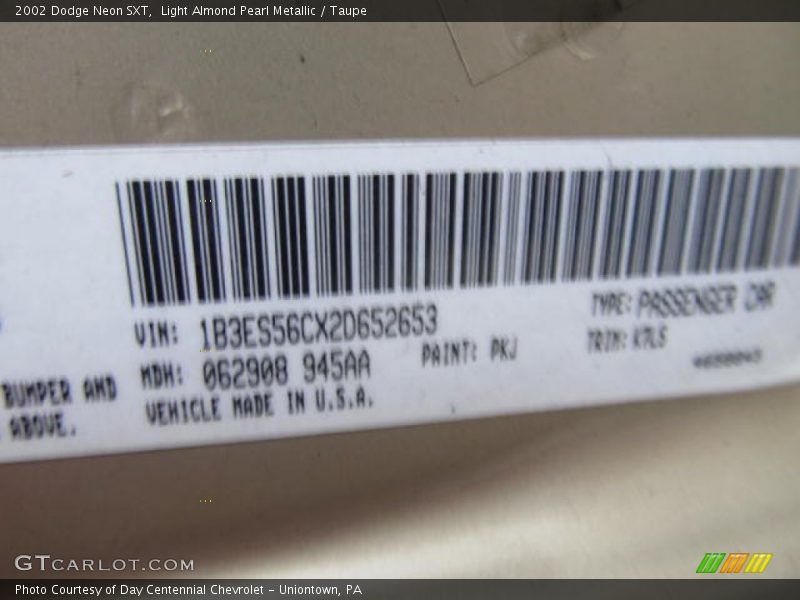 2002 Dodge Neon SXT,  Light Almond Pearl Metallic / Taupe
VIN: 1B3ES56CX2D652653
TYPE: PASSENGER CAR
MDH: 062908 945AA
PAINT: PKJ
TRIM: K7L5
BUMPER AND
VEHICLE MADE IN U.S.A.
ABOVE.
GTCARLOT.COM
Photo Courtesy of Day Centennial Chevrolet - Uniontown, PA